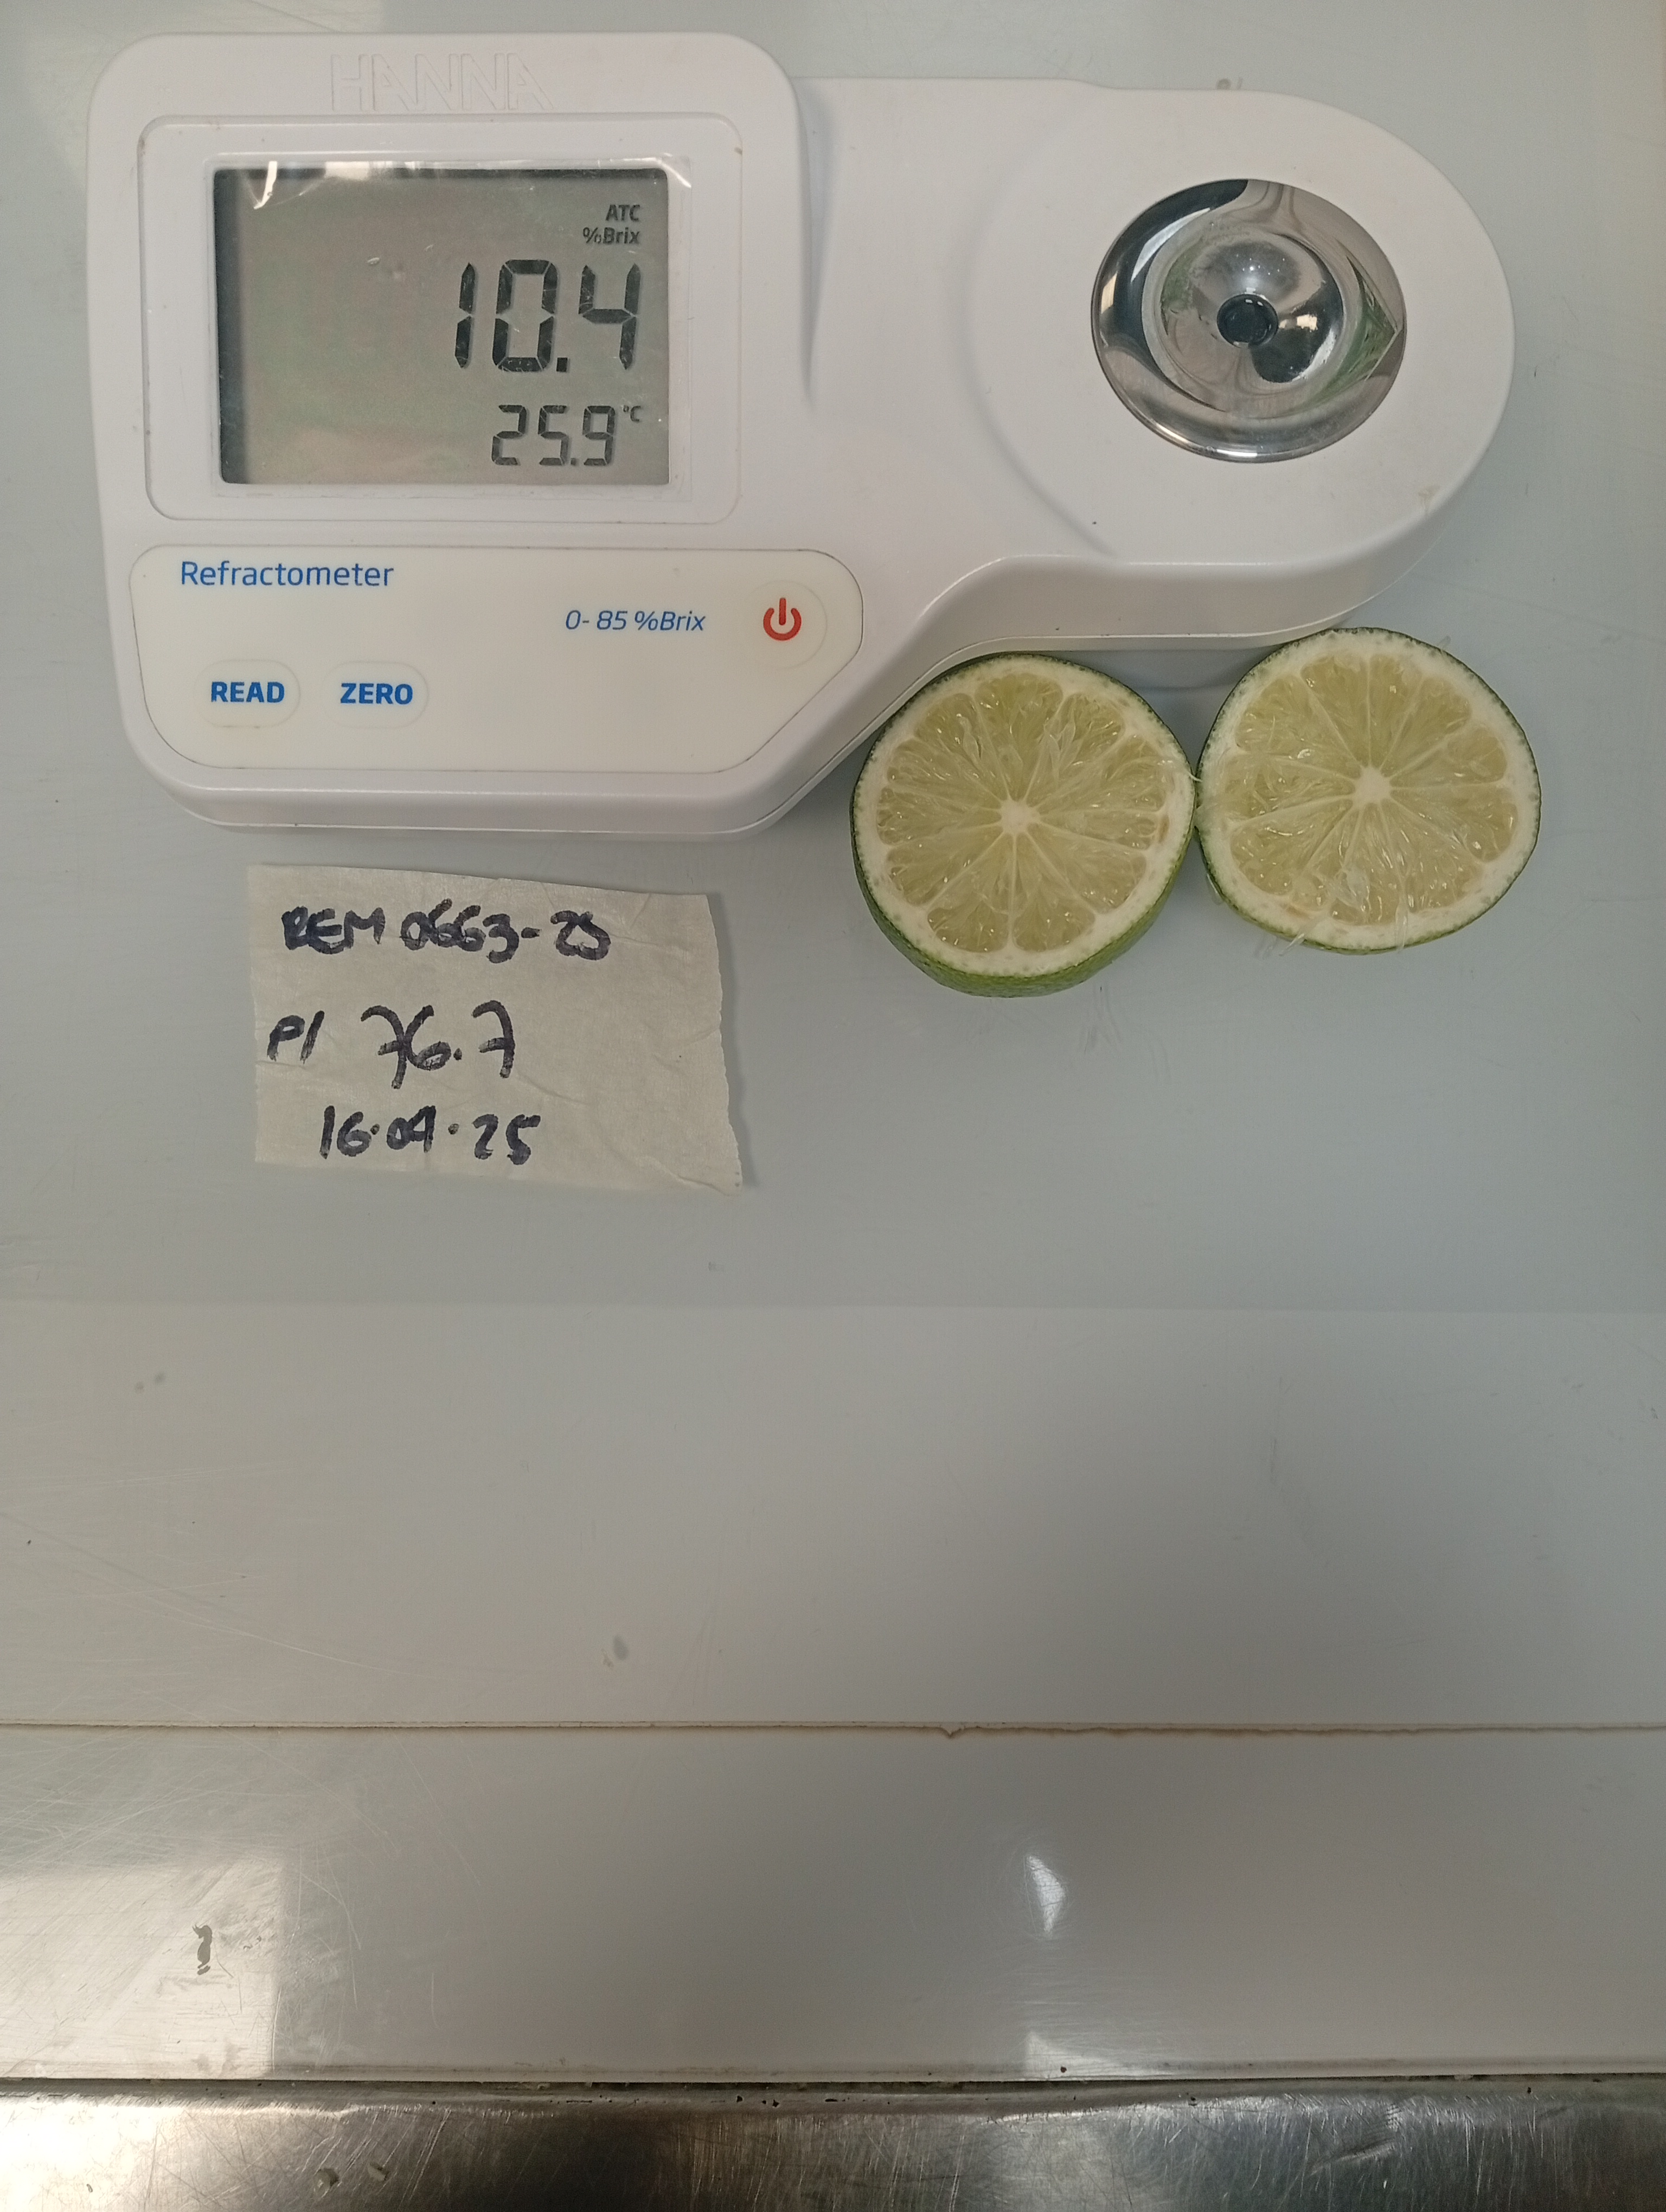 HANNA
ATC
%Brix
10.4
25.9°C
Refractometer
0- 85 %Brix
READ ZERO
REM 0663-25
P1 76.7
16.04.25